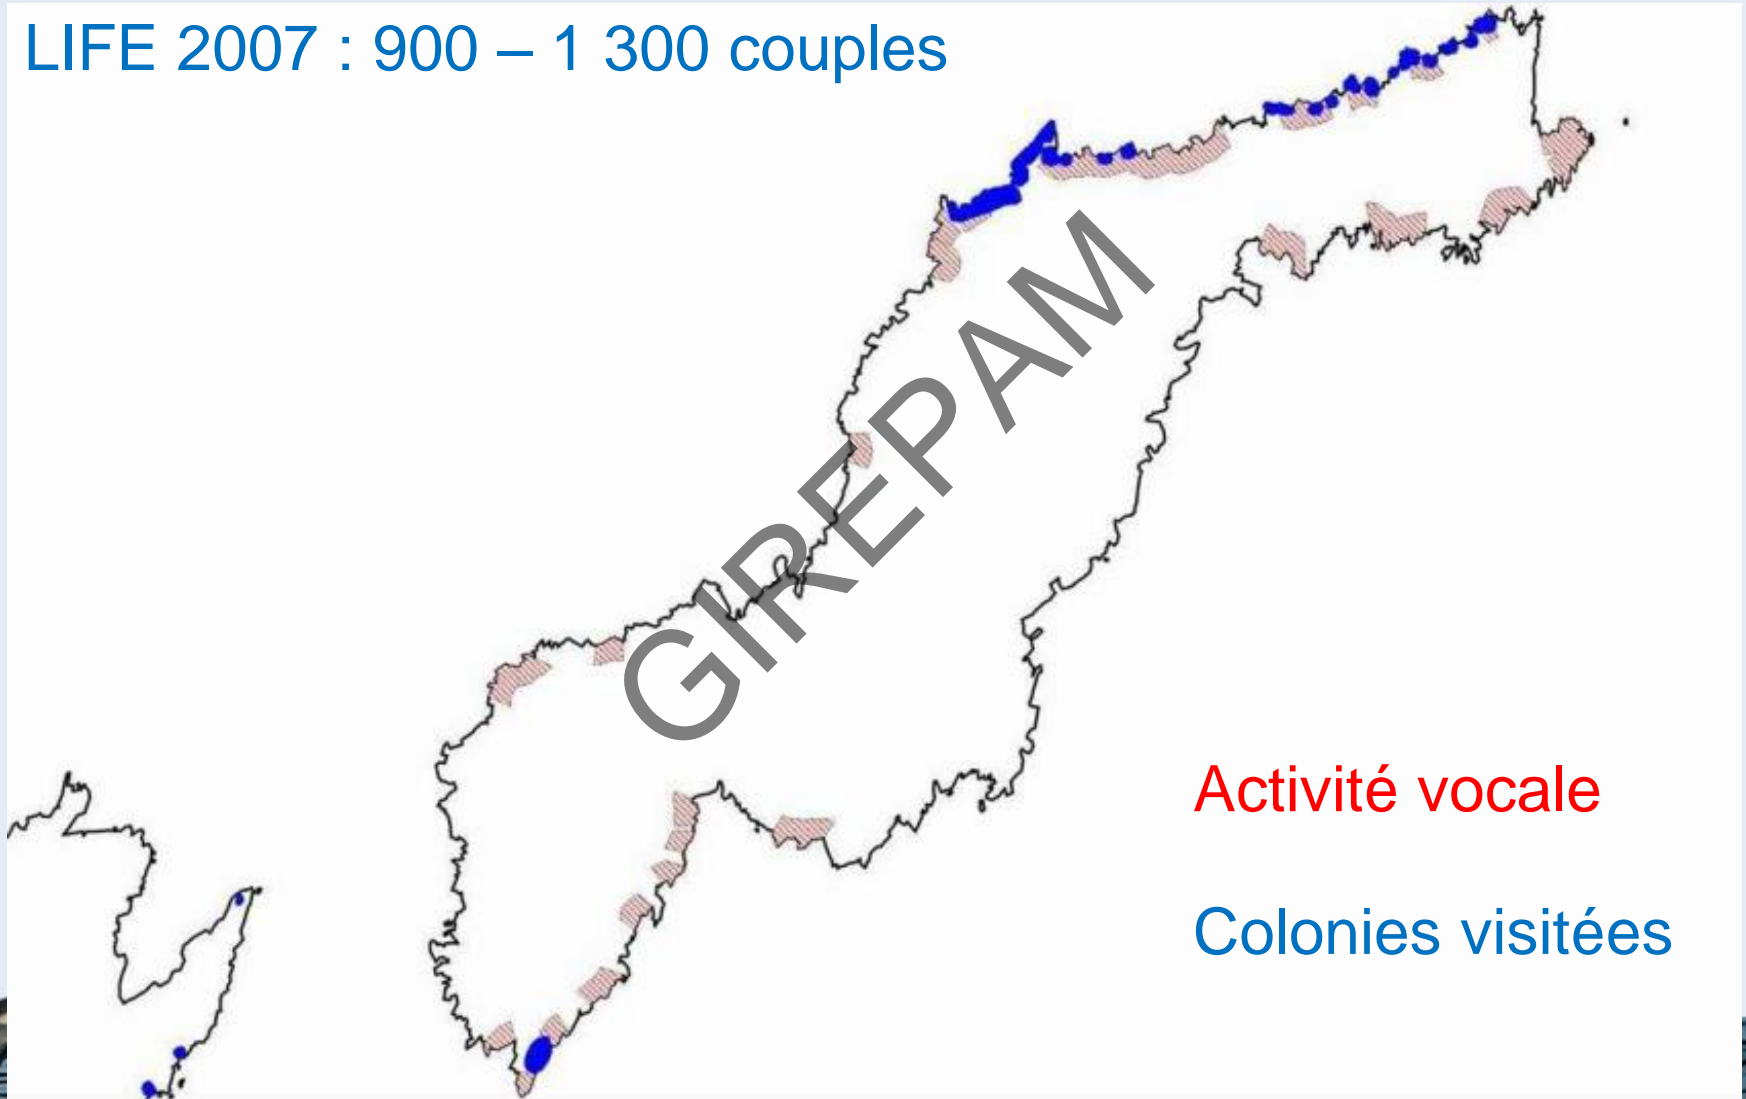 LIFE 2007 : 900 – 1 300 couples
GIREPAM
Activité vocale
Colonies visitées